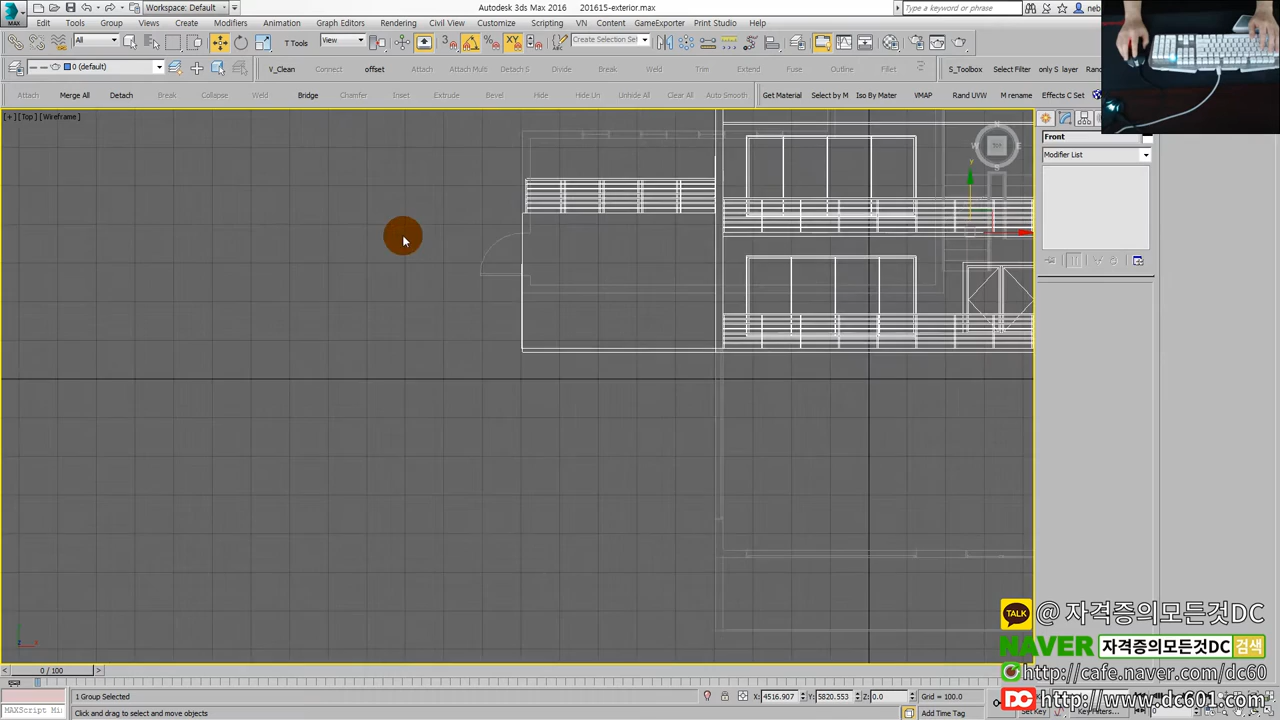 Autodesk 3ds Max 2016 201615-exterior.max
Workspace: Default
Type a keyword or phrase
MAX
Edit Tools Group Views Create Modifiers Animation Graph Editors Rendering Civil View Customize Scripting VN Content GameExporter Print Studio Help
All
T Tools
View
Create Selection Se
0 (default)
V_Clean Connect offset Attach Attach Multi Detach S Divide Break Weld Trim Extend Fuse Outline S_Toolbox Select Filter only S layer
Attach Merge All Detach Break Collapse Weld Chamfer Bridge Inset Extrude Bevel Hide Hide Un Unhide All Clear All Auto Smooth Get Material Select by M Iso By Mater VMAP Rand UVW M rename Effects C Set
[+] [Top] [Wireframe]
Front
Modifier List
0 / 100
1 Group Selected
X: 4516.907 Y: 5820.553 Z: 0.0 Grid = 100.0
MAXScript Mi
Click and drag to select and move objects
Add Time Tag
Set Key
Key Filters...
TALK @ 자격증의모든것DC
NAVER 자격증의모든것DC 검색
http://cafe.naver.com/dc60
DC http://www.dc601.com